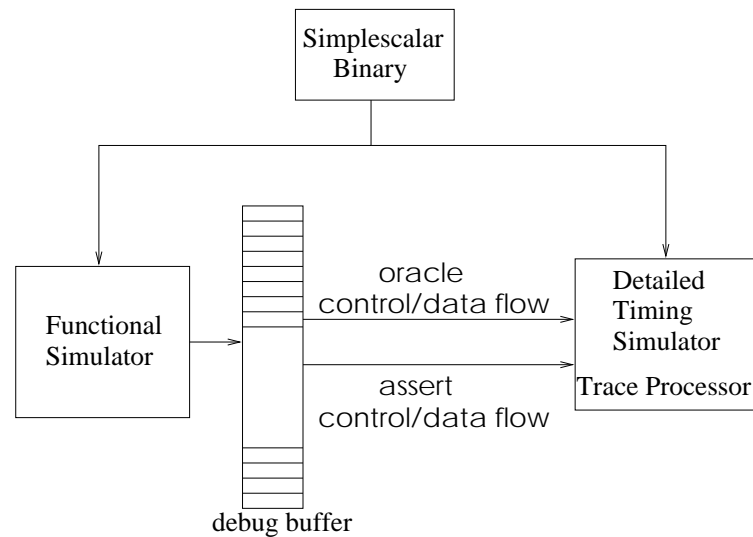 Simplescalar
Binary
Functional
Simulator
oracle
control/data flow
assert
control/data flow
Detailed
Timing
Simulator
Trace Processor
debug buffer